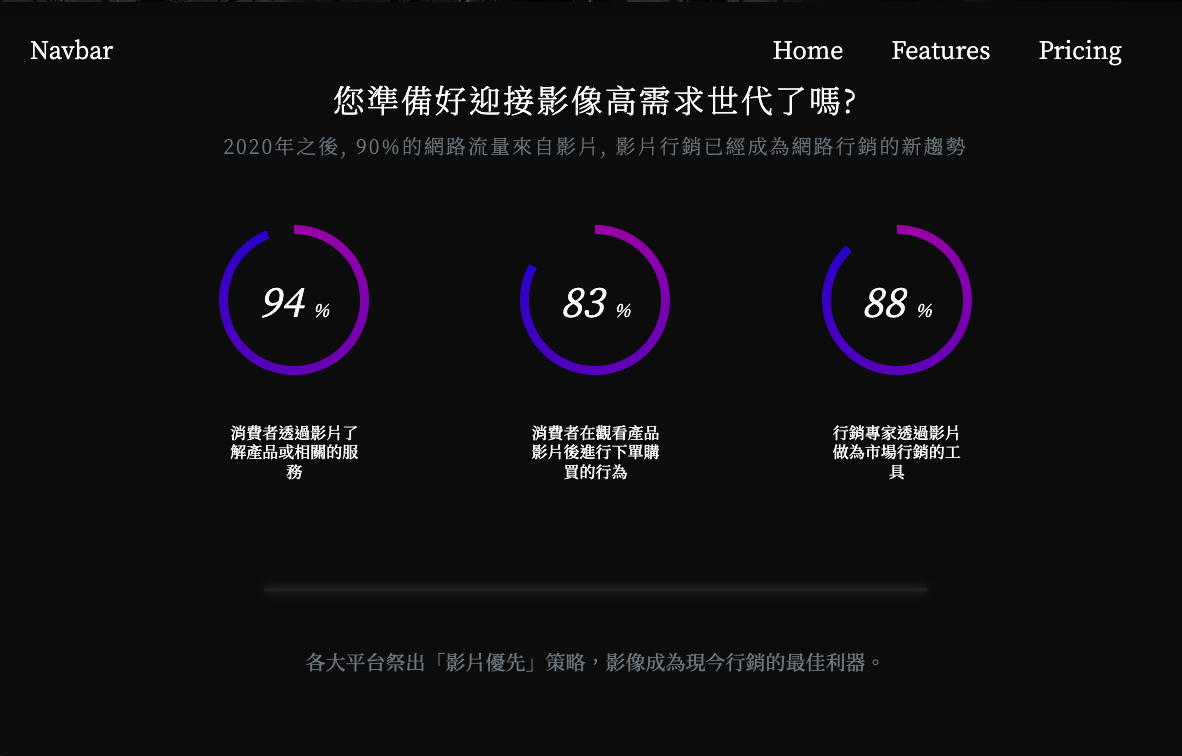 Navbar
Home
Features
Pricing
您準備好迎接影像高需求世代了嗎?
2020年之後, 90%的網路流量來自影片, 影片行銷已經成為網路行銷的新趨勢
94 %
83 %
88 %
消費者透過影片了
解產品或相關的服
務
消費者在觀看產品
影片後進行下單購
買的行為
行銷專家透過影片
做為市場行銷的工
具
各大平台祭出「影片優先」策略，影像成為現今行銷的最佳利器。